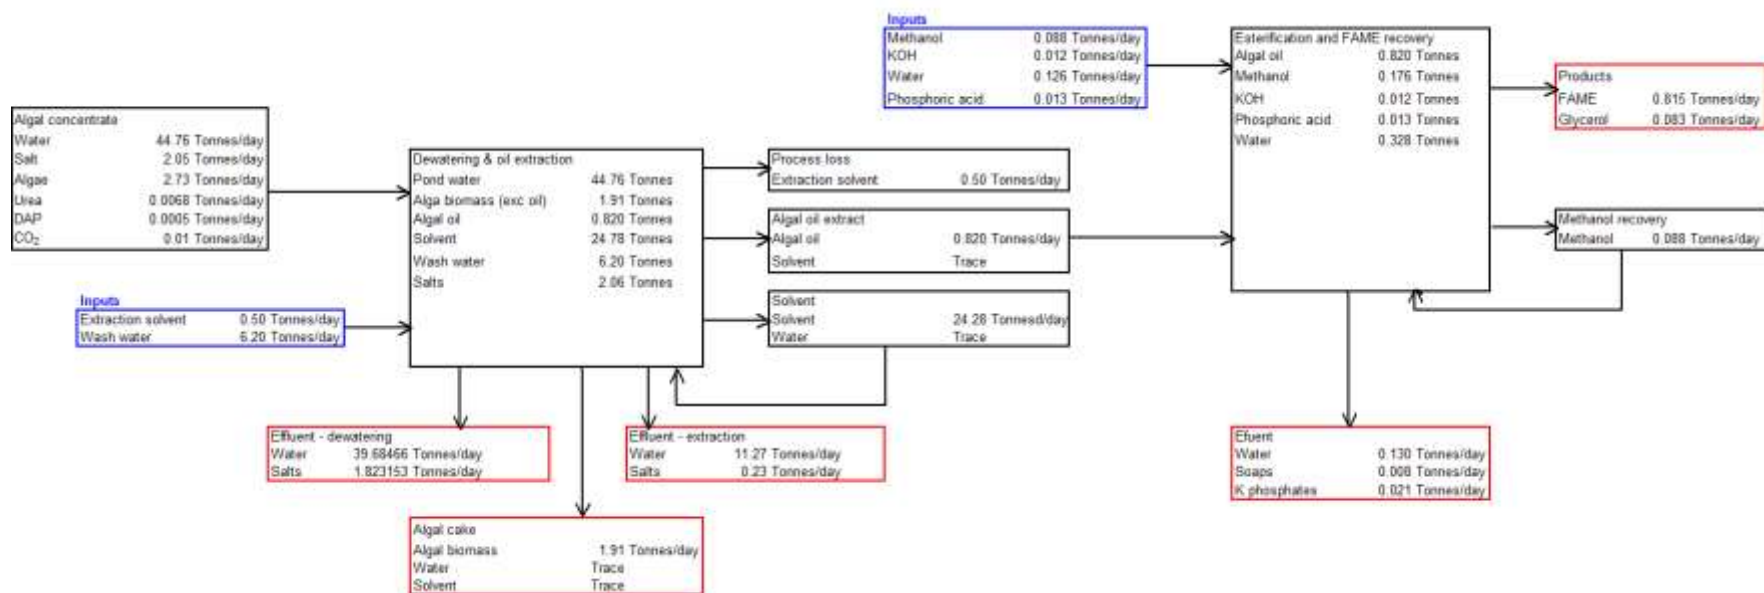 Inputs
Methanol 0.088 Tonnes/day
KOH 0.012 Tonnes/day
Water 0.126 Tonnes/day
Phosphoric acid 0.013 Tonnes/day
Esterification and FAME recovery
Algal oil 0.820 Tonnes
Methanol 0.176 Tonnes
KOH 0.012 Tonnes
Phosphoric acid 0.013 Tonnes
Water 0.328 Tonnes
Products
FAME 0.815 Tonnes/day
Glycerol 0.083 Tonnes/day
Algal concentrate
Water 44.76 Tonnes/day
Salt 2.05 Tonnes/day
Algae 2.73 Tonnes/day
Urea 0.0068 Tonnes/day
DAP 0.0005 Tonnes/day
CO₂ 0.01 Tonnes/day
Dewatering & oil extraction
Pond water 44.76 Tonnes
Alga biomass (exc oil) 1.91 Tonnes
Algal oil 0.820 Tonnes
Solvent 24.78 Tonnes
Wash water 6.20 Tonnes
Salts 2.06 Tonnes
Process loss
Extraction solvent 0.50 Tonnes/day
Algal oil extract
Algal oil 0.820 Tonnes/day
Solvent Trace
Methanol recovery
Methanol 0.088 Tonnes/day
Inputs
Extraction solvent 0.50 Tonnes/day
Wash water 6.20 Tonnes/day
Solvent
Solvent 24.28 Tonnesd/day
Water Trace
Effluent - dewatering
Water 39.68466 Tonnes/day
Salts 1.823153 Tonnes/day
Effluent - extraction
Water 11.27 Tonnes/day
Salts 0.23 Tonnes/day
Efuent
Water 0.130 Tonnes/day
Soaps 0.008 Tonnes/day
K phosphates 0.021 Tonnes/day
Algal cake
Algal biomass 1.91 Tonnes/day
Water Trace
Solvent Trace